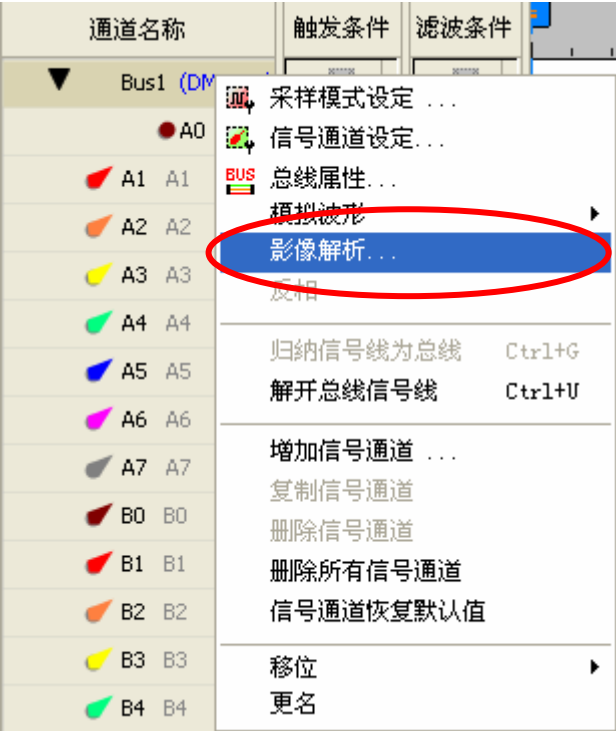 通道名称 触发条件 滤波条件
Bus1 (DM
A0
A1 A1
A2 A2
A3 A3
A4 A4
A5 A5
A6 A6
A7 A7
B0 B0
B1 B1
B2 B2
B3 B3
B4 B4
采样模式设定 ...
信号通道设定...
BUS 总线属性...
模拟波形
影像解析...
反相
归纳信号线为总线 Ctrl+G
解开总线信号线 Ctrl+U
增加信号通道 ...
复制信号通道
删除信号通道
删除所有信号通道
信号通道恢复默认值
移位
更名